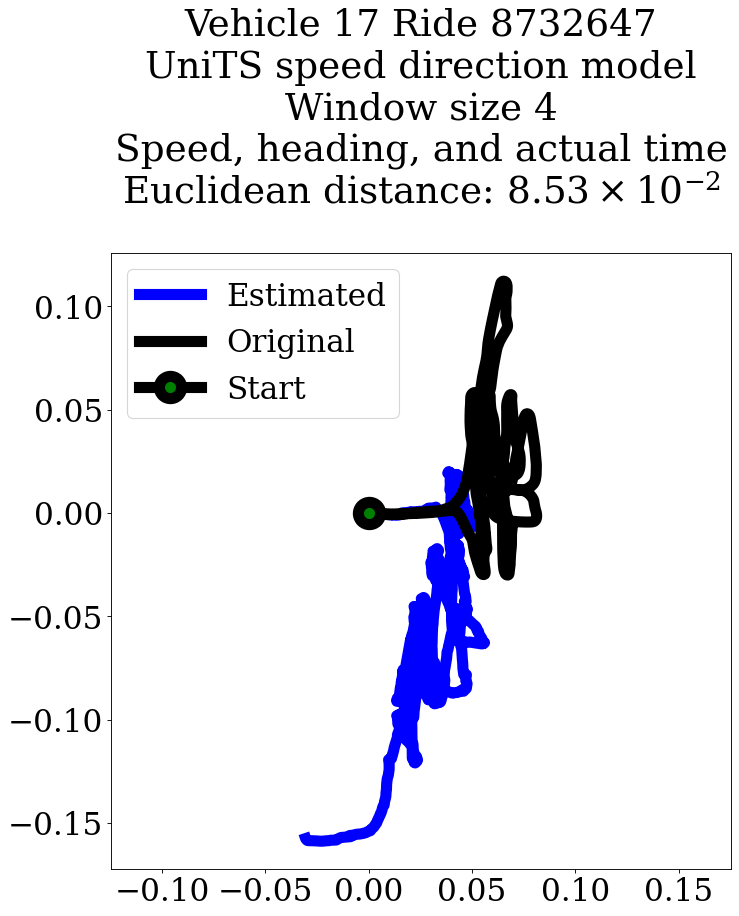 Vehicle 17 Ride 8732647
UniTS speed direction model
Window size 4
Speed, heading, and actual time
Euclidean distance: 8.53 × 10⁻²
Estimated
Original
Start
0.10
0.05
0.00
−0.05
−0.10
−0.15
−0.10 −0.05 0.00 0.05 0.10 0.15